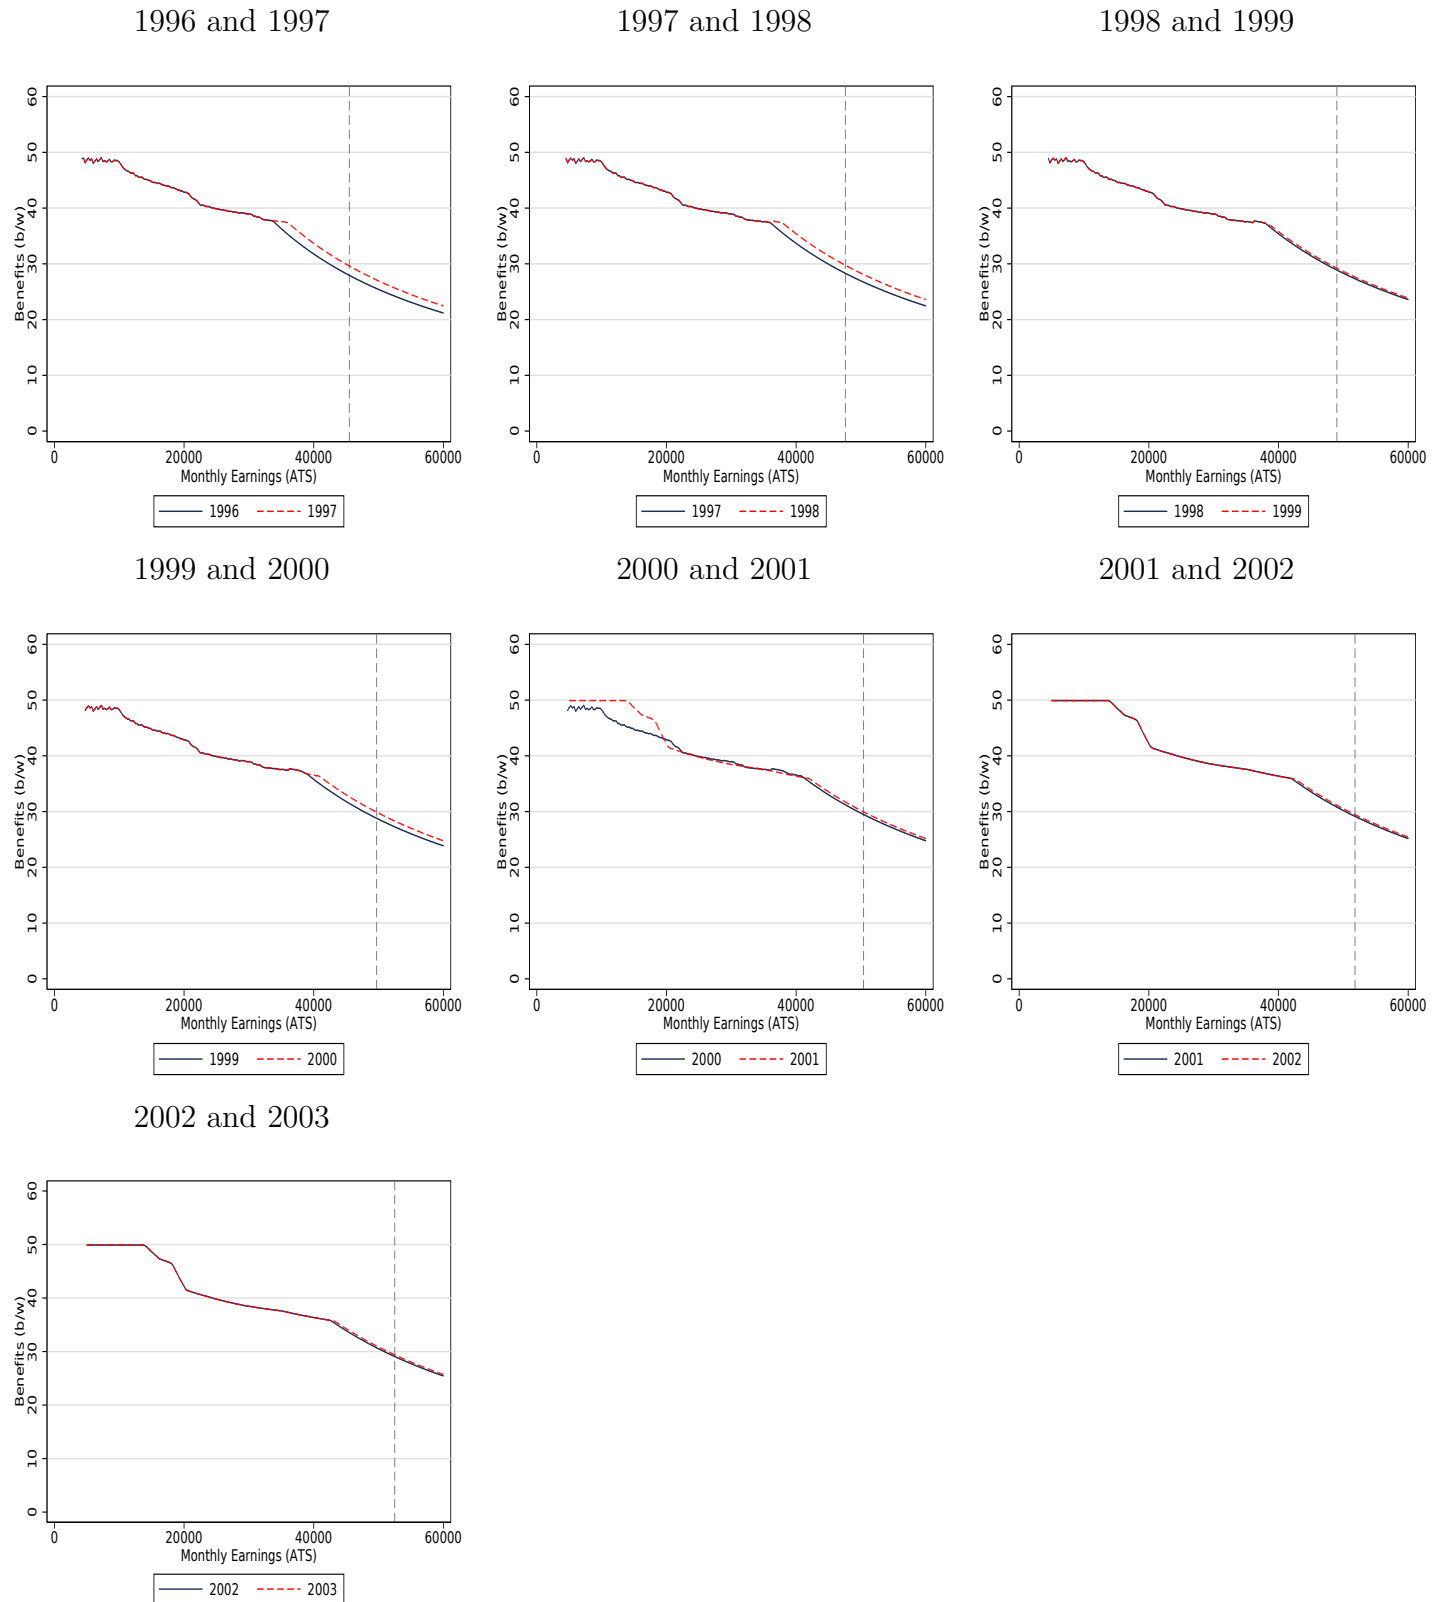 1996 and 1997
1997 and 1998
1998 and 1999
Benefits (b/w)
0 10 20 30 40 50 60
0 20000 40000 60000
Monthly Earnings (ATS)
1996 1997
Benefits (b/w)
0 10 20 30 40 50 60
0 20000 40000 60000
Monthly Earnings (ATS)
1997 1998
Benefits (b/w)
0 10 20 30 40 50 60
0 20000 40000 60000
Monthly Earnings (ATS)
1998 1999
1999 and 2000
2000 and 2001
2001 and 2002
Benefits (b/w)
0 10 20 30 40 50 60
0 20000 40000 60000
Monthly Earnings (ATS)
1999 2000
Benefits (b/w)
0 10 20 30 40 50 60
0 20000 40000 60000
Monthly Earnings (ATS)
2000 2001
Benefits (b/w)
0 10 20 30 40 50 60
0 20000 40000 60000
Monthly Earnings (ATS)
2001 2002
2002 and 2003
Benefits (b/w)
0 10 20 30 40 50 60
0 20000 40000 60000
Monthly Earnings (ATS)
2002 2003